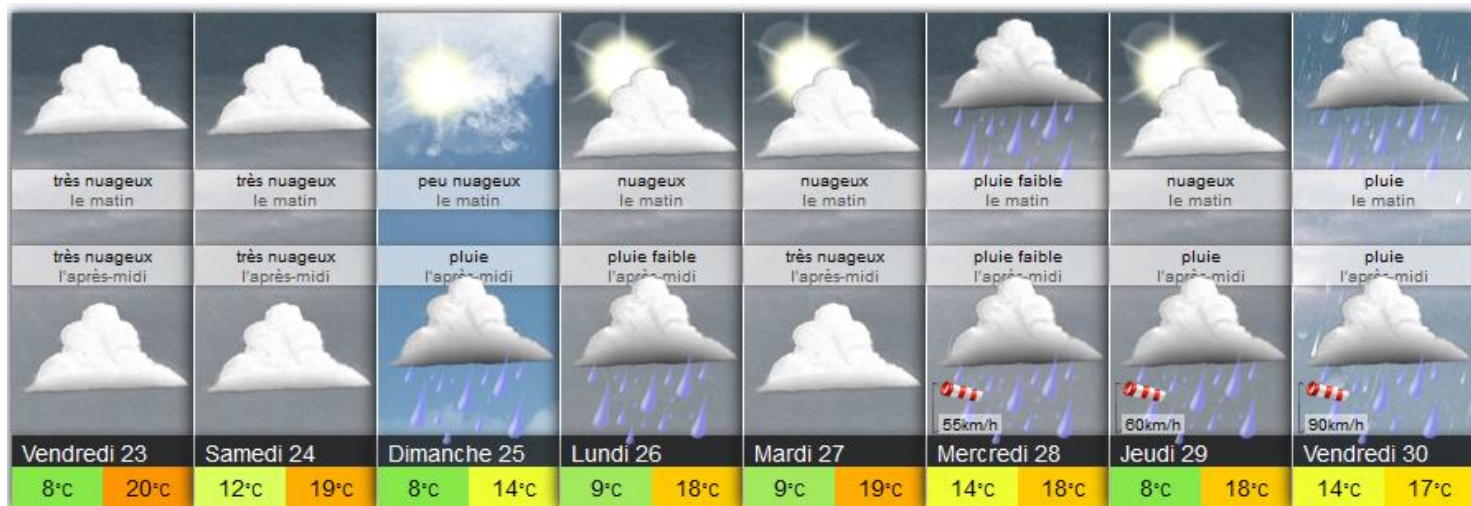 très nuageux
le matin
très nuageux
l'après-midi
Vendredi 23
8°C 20°C
très nuageux
le matin
très nuageux
l'après-midi
Samedi 24
12°C 19°C
peu nuageux
le matin
pluie
l'après-midi
Dimanche 25
8°C 14°C
nuageux
le matin
pluie faible
l'après-midi
Lundi 26
9°C 18°C
nuageux
le matin
très nuageux
l'après-midi
Mardi 27
9°C 19°C
pluie faible
le matin
pluie faible
l'après-midi
55km/h
Mercredi 28
14°C 18°C
nuageux
le matin
pluie
l'après-midi
60km/h
Jeudi 29
8°C 18°C
pluie
le matin
pluie
l'après-midi
90km/h
Vendredi 30
14°C 17°C